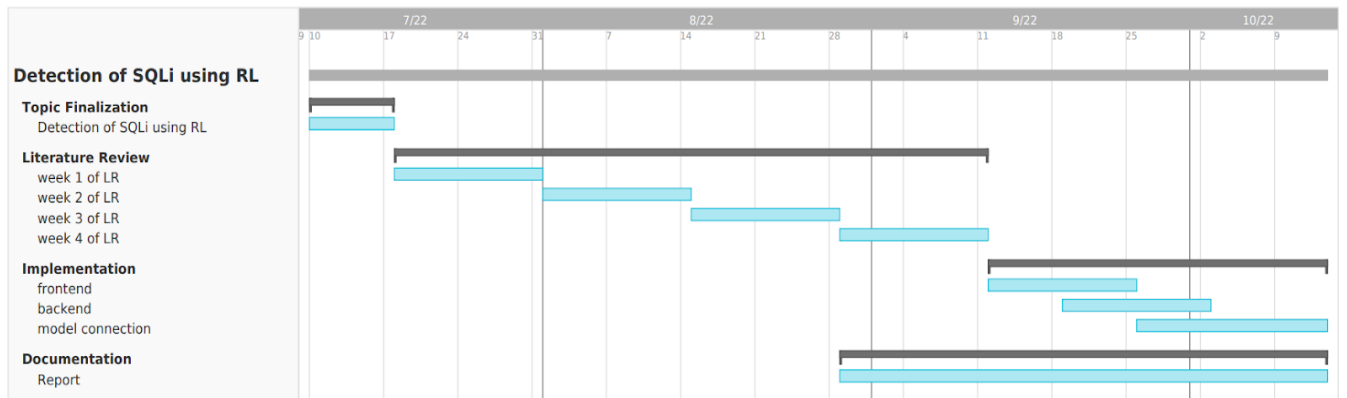 7/22 8/22 9/22 10/22
9 10 17 24 31 7 14 21 28 4 11 18 25 2 9
Detection of SQLi using RL
Topic Finalization
Detection of SQLi using RL
Literature Review
week 1 of LR
week 2 of LR
week 3 of LR
week 4 of LR
Implementation
frontend
backend
model connection
Documentation
Report